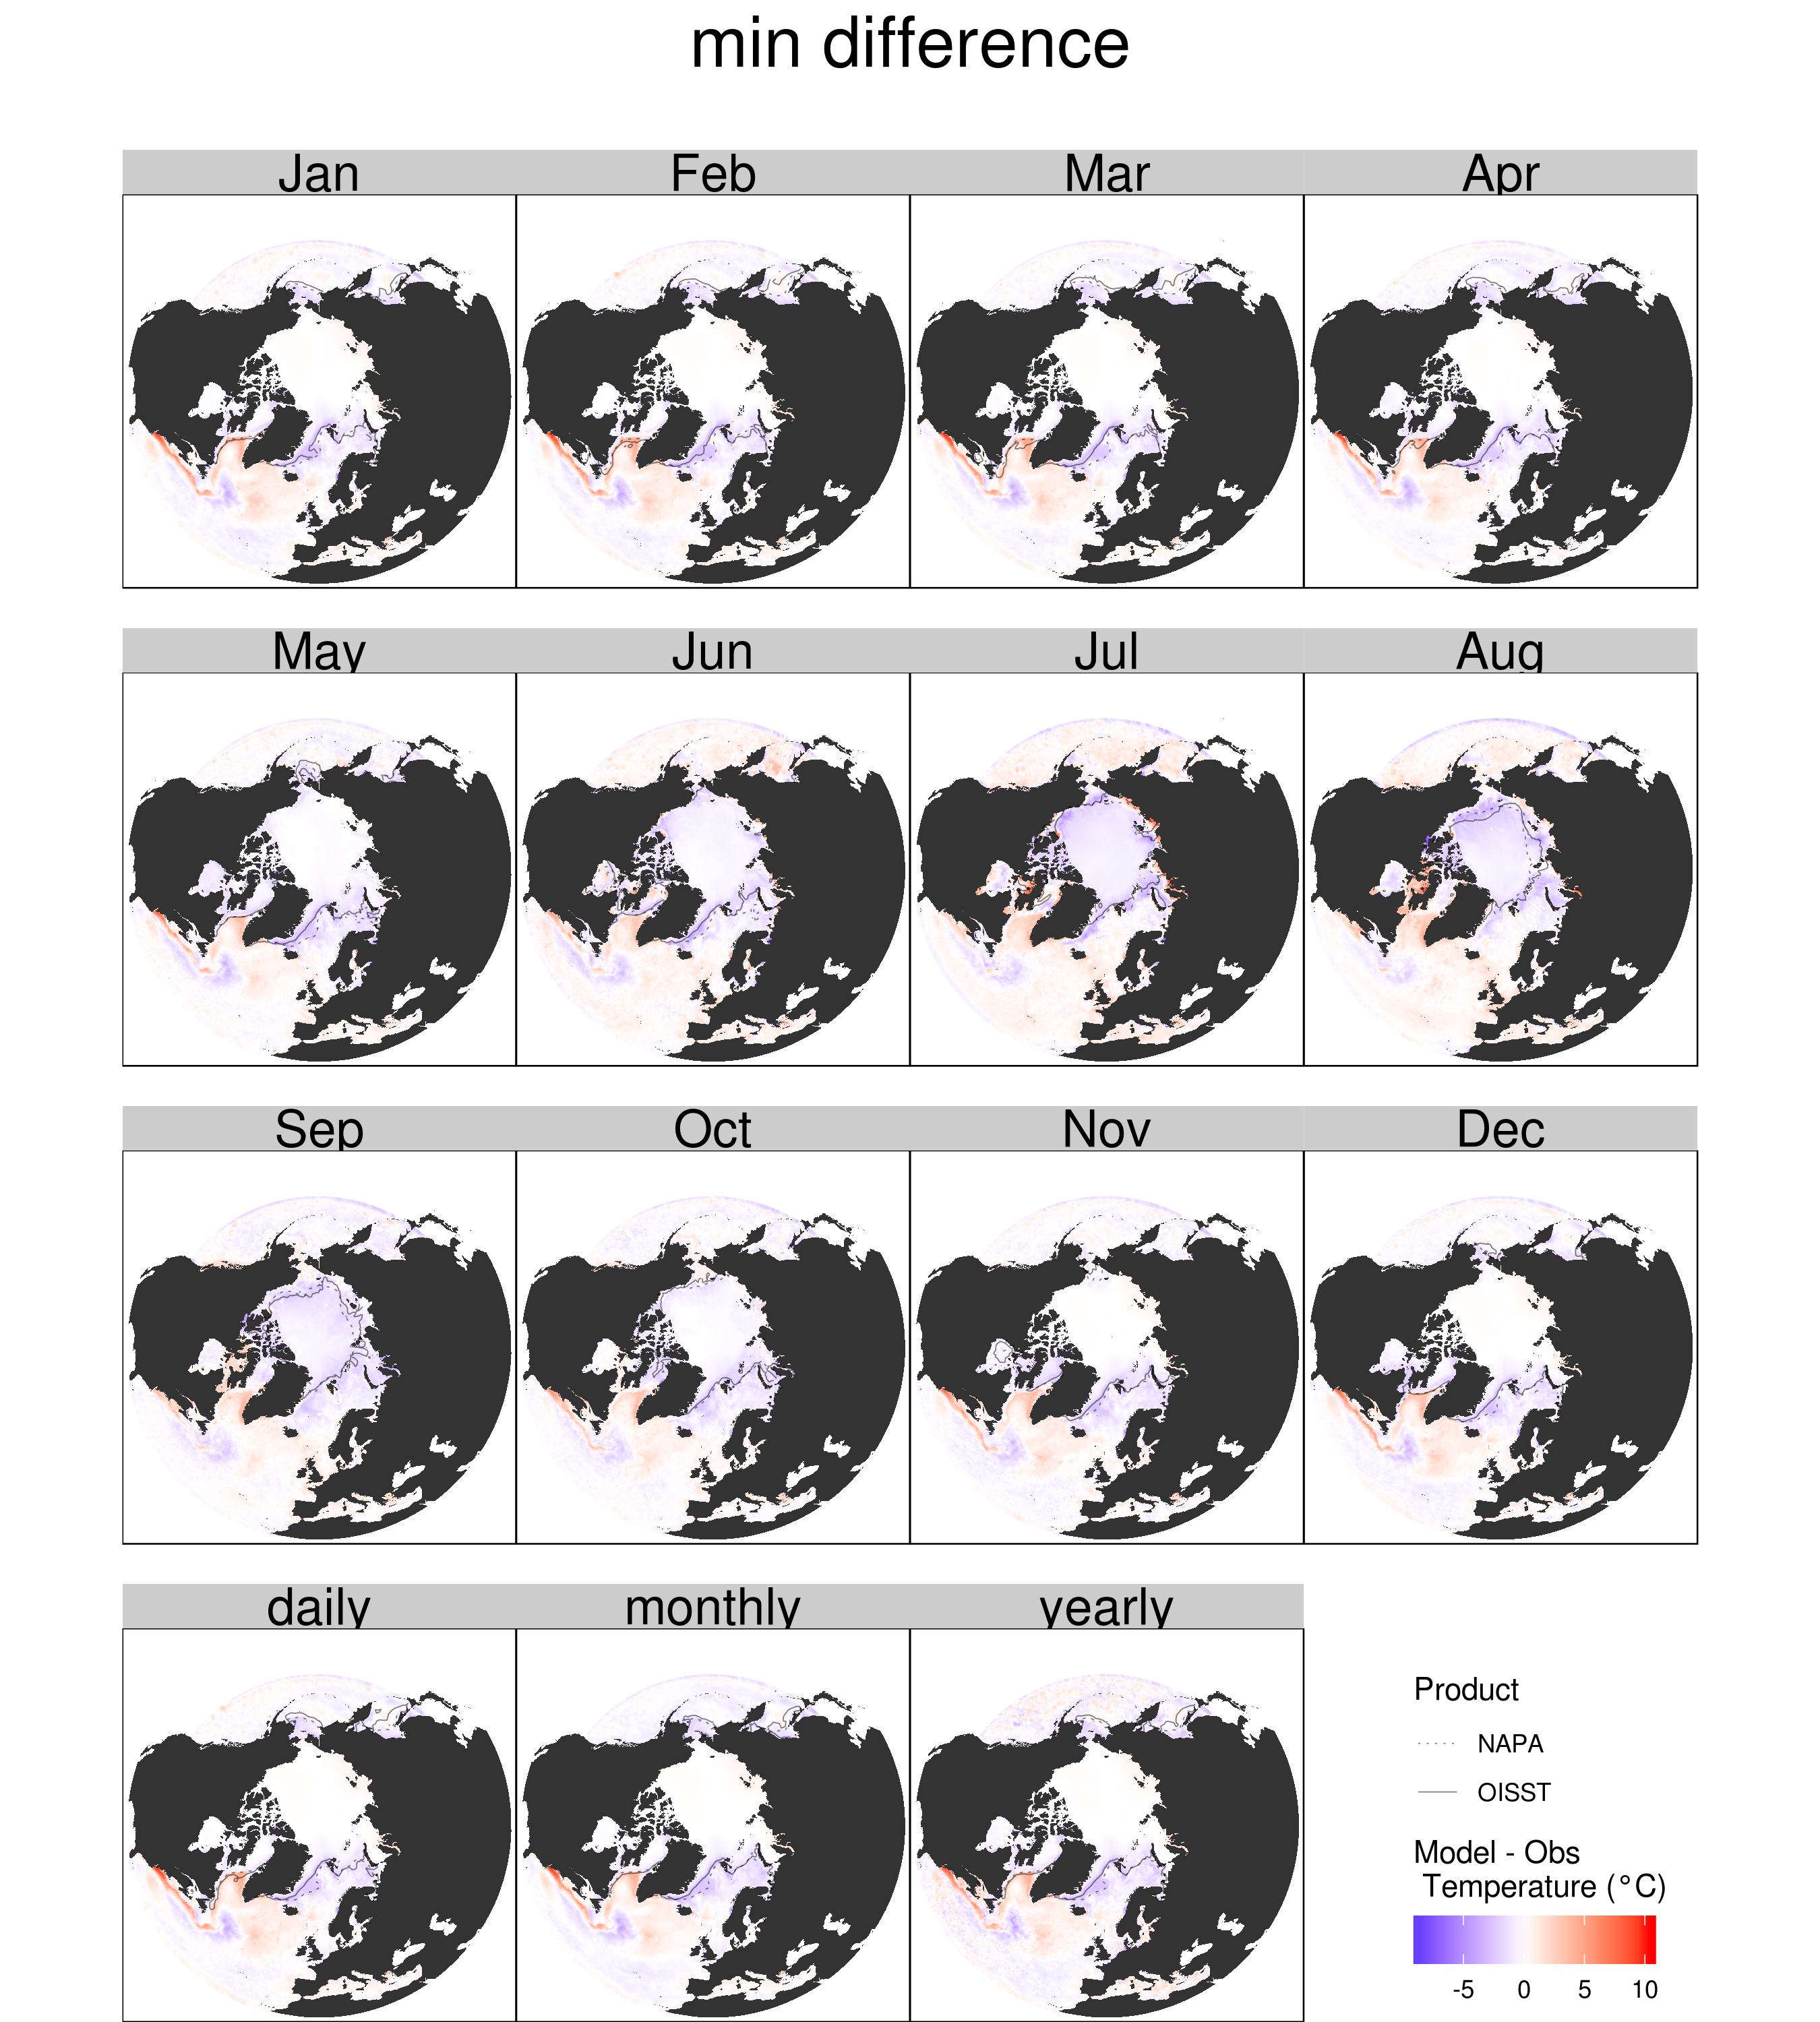 min difference
Jan Feb Mar Apr
May Jun Jul Aug
Sep Oct Nov Dec
daily monthly yearly
Product
NAPA
OISST
Model - Obs
Temperature (°C)
-5 0 5 10